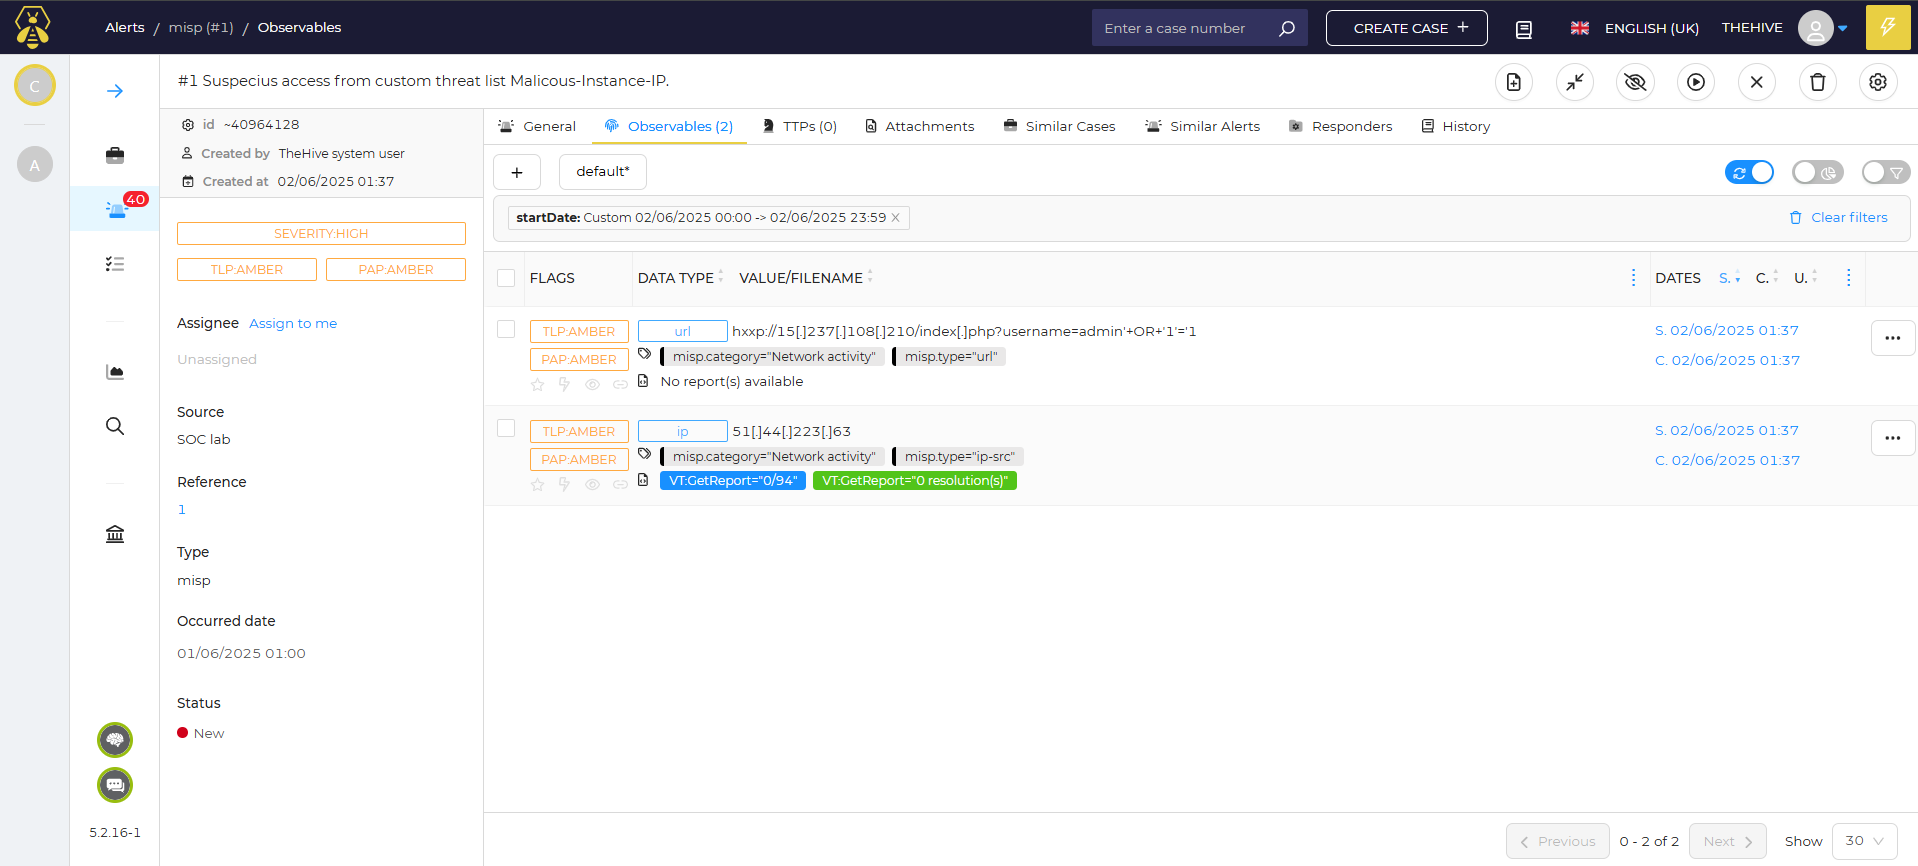 Alerts / misp (#1) / Observables
Enter a case number
CREATE CASE +
ENGLISH (UK)
THEHIVE
C
A
40
5.2.16-1
#1 Suspecius access from custom threat list Malicous-Instance-IP.
id ~40964128
Created by TheHive system user
Created at 02/06/2025 01:37
SEVERITY:HIGH
TLP:AMBER PAP:AMBER
Assignee Assign to me
Unassigned
Source
SOC lab
Reference
1
Type
misp
Occurred date
01/06/2025 01:00
Status
New
General Observables (2) TTPs (0) Attachments Similar Cases Similar Alerts Responders History
+ default*
startDate: Custom 02/06/2025 00:00 -> 02/06/2025 23:59 ×
Clear filters
FLAGS DATA TYPE VALUE/FILENAME DATES S. C. U.
TLP:AMBER url hxxp://15[.]237[.]108[.]210/index[.]php?username=admin'+OR+'1'='1 S. 02/06/2025 01:37
PAP:AMBER misp.category="Network activity" misp.type="url" C. 02/06/2025 01:37
No report(s) available
TLP:AMBER ip 51[.]44[.]223[.]63 S. 02/06/2025 01:37
PAP:AMBER misp.category="Network activity" misp.type="ip-src" C. 02/06/2025 01:37
VT:GetReport="0/94" VT:GetReport="0 resolution(s)"
Previous 0 - 2 of 2 Next Show 30